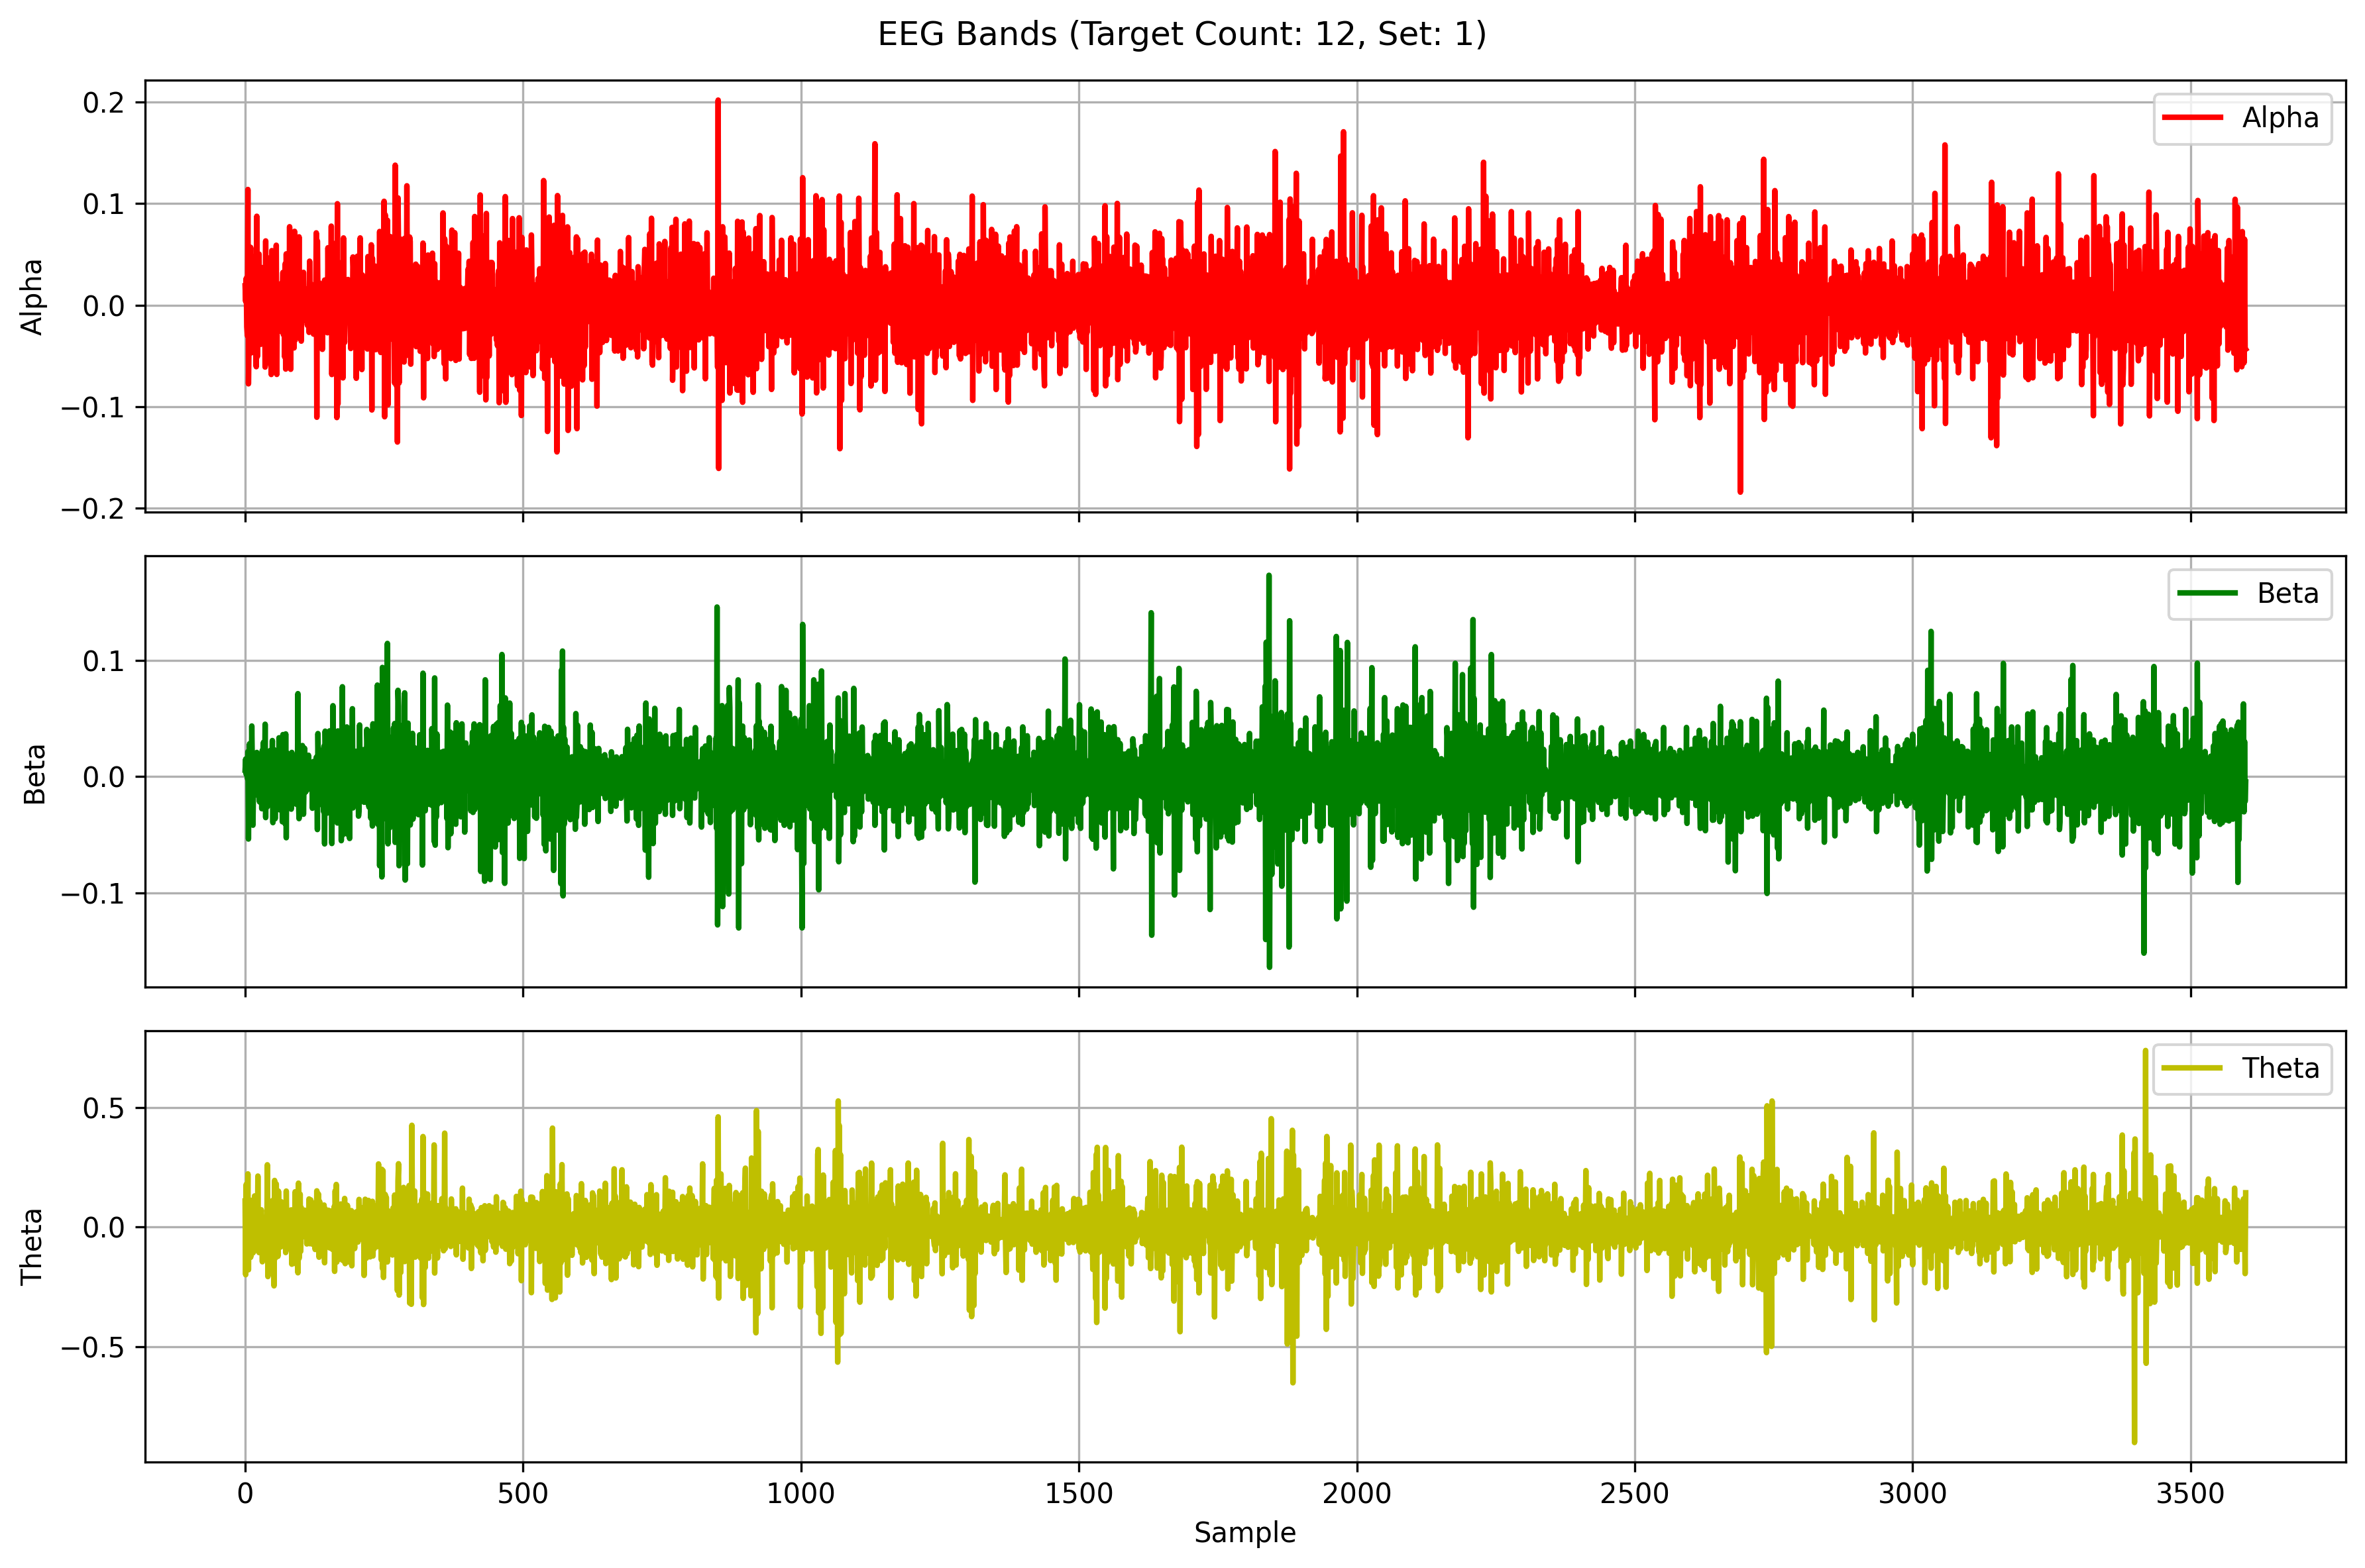 EEG Bands (Target Count: 12, Set: 1)
0.2
0.1
0.0
−0.1
−0.2
Alpha
Alpha
0.1
0.0
−0.1
Beta
Beta
0.5
0.0
−0.5
Theta
Theta
0 500 1000 1500 2000 2500 3000 3500
Sample